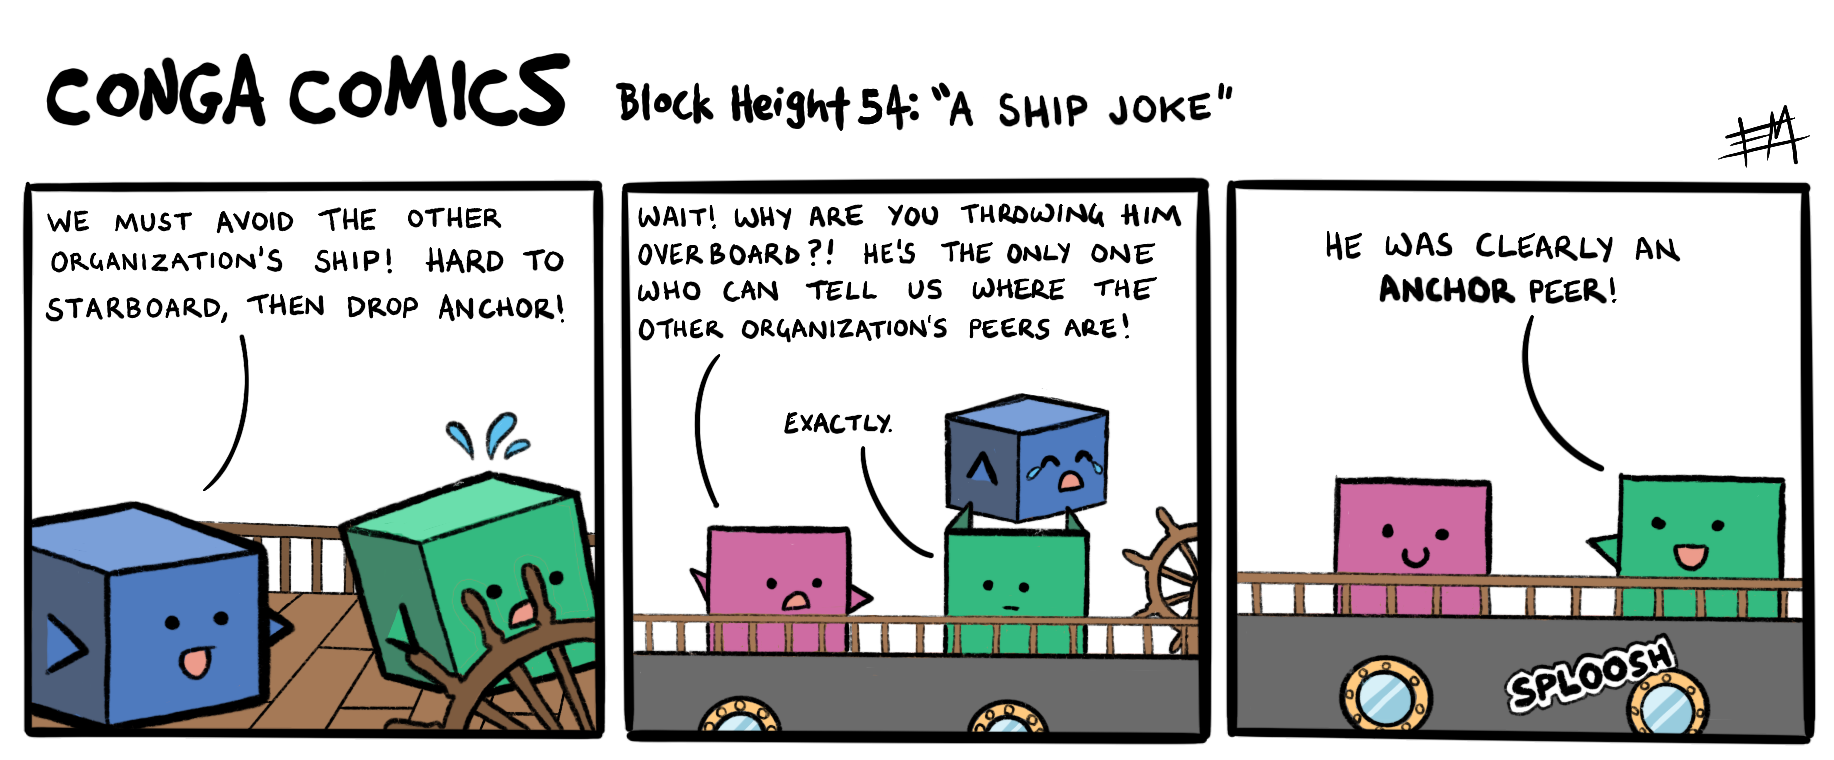 CONGA COMICS Block Height 54: "A SHIP JOKE"
EM
WE MUST AVOID THE OTHER
ORGANIZATION'S SHIP! HARD TO
STARBOARD, THEN DROP ANCHOR!
WAIT! WHY ARE YOU THROWING HIM
OVERBOARD?! HE'S THE ONLY ONE
WHO CAN TELL US WHERE THE
OTHER ORGANIZATION'S PEERS ARE!
EXACTLY.
HE WAS CLEARLY AN
ANCHOR PEER!
SPLOOSH